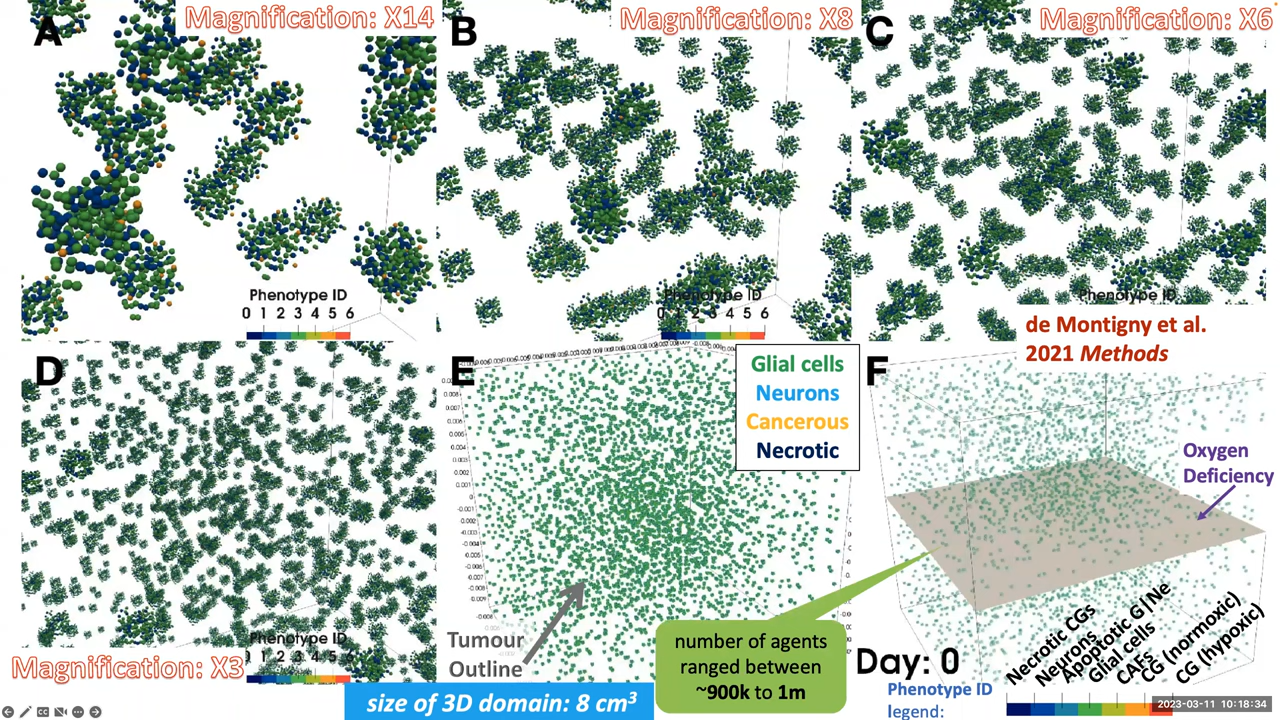 A
Magnification: X14
B
Magnification: X8
C
Magnification: X6
Phenotype ID
0 1 2 3 4 5 6
Phenotype ID
0 1 2 3 4 5 6
Phenotype ID
de Montigny et al.
2021 Methods
D
E
F
Glial cells
Neurons
Cancerous
Necrotic
Oxygen
Deficiency
Tumour
Outline
number of agents
ranged between
~900k to 1m
Phenotype ID
0 1 2 3 4 5 6
Magnification: X3
size of 3D domain: 8 cm³
Day: 0
Necrotic CGs
Neurons
Apoptotic G|Ne
Glial cells
CAFs
CG (normoxic)
CG (hypoxic)
Phenotype ID
legend:
2023-03-11 10:18:34